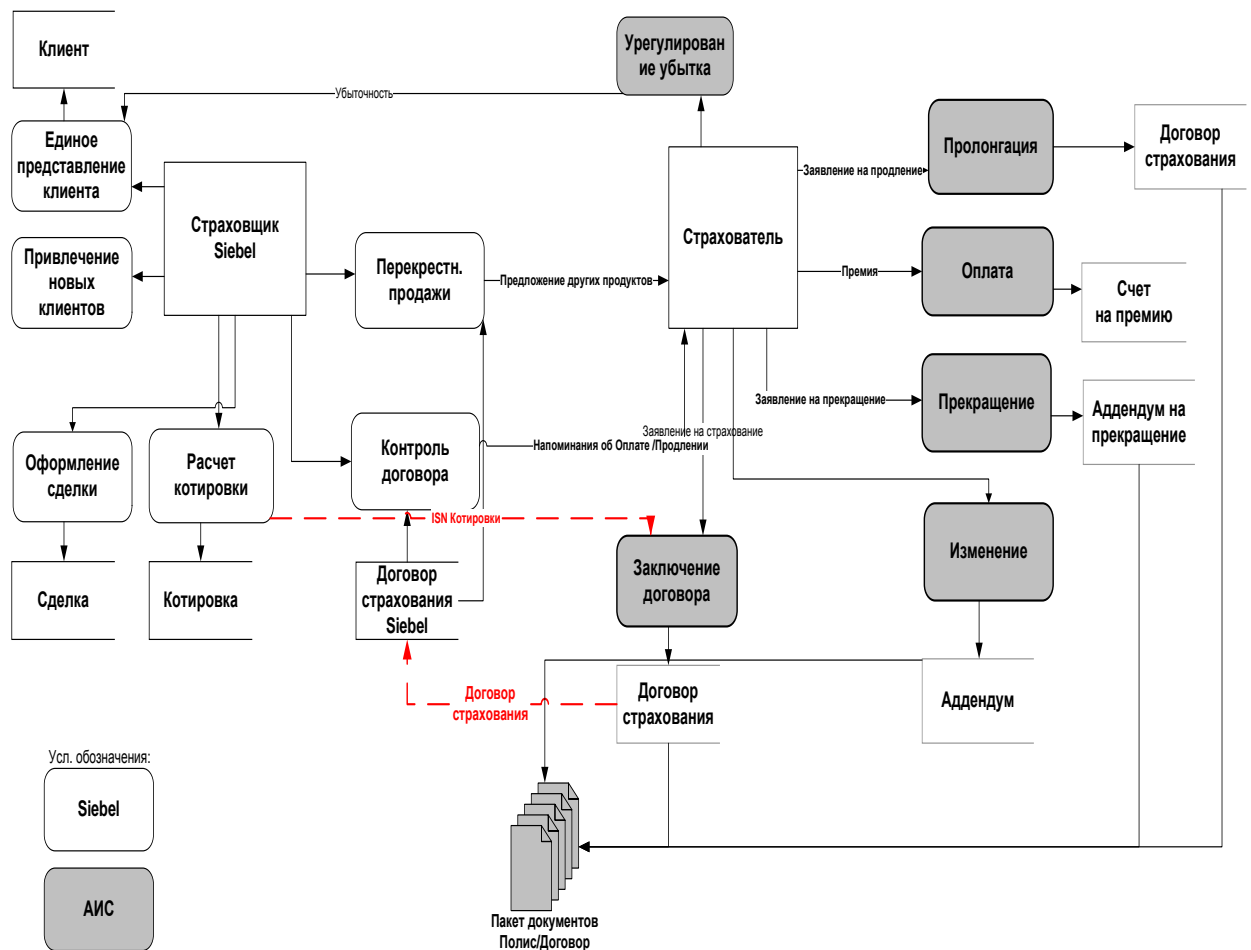 Клиент
Урегулирован
ие убытка
Убыточность
Единое
представление
клиента
Пролонгация
Договор
страхования
Заявление на продление
Страховщик
Siebel
Страхователь
Привлечение
новых
клиентов
Перекрестн.
продажи
Предложение других продуктов
Премия
Оплата
Счет
на премию
Заявление на прекращение
Прекращение
Аддендум на
прекращение
Заявление на страхование
Напоминания об Оплате /Продлении
Оформление
сделки
Расчет
котировки
Контроль
договора
ISN Котировки
Изменение
Заключение
договора
Сделка
Котировка
Договор
страхования
Siebel
Договор
страхования
Договор
страхования
Аддендум
Усл. обозначения:
Siebel
АИС
Пакет документов
Полис/Договор